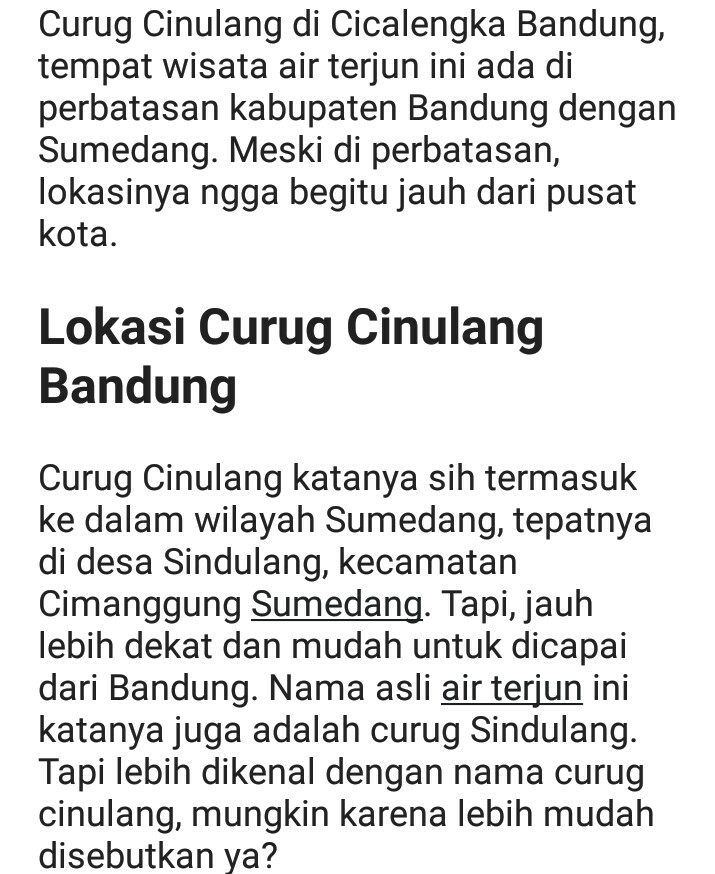 Curug Cinulang di Cicalengka Bandung,
tempat wisata air terjun ini ada di
perbatasan kabupaten Bandung dengan
Sumedang. Meski di perbatasan,
lokasinya ngga begitu jauh dari pusat
kota.
Lokasi Curug Cinulang
Bandung
Curug Cinulang katanya sih termasuk
ke dalam wilayah Sumedang, tepatnya
di desa Sindulang, kecamatan
Cimanggung Sumedang. Tapi, jauh
lebih dekat dan mudah untuk dicapai
dari Bandung. Nama asli air terjun ini
katanya juga adalah curug Sindulang.
Tapi lebih dikenal dengan nama curug
cinulang, mungkin karena lebih mudah
disebutkan ya?